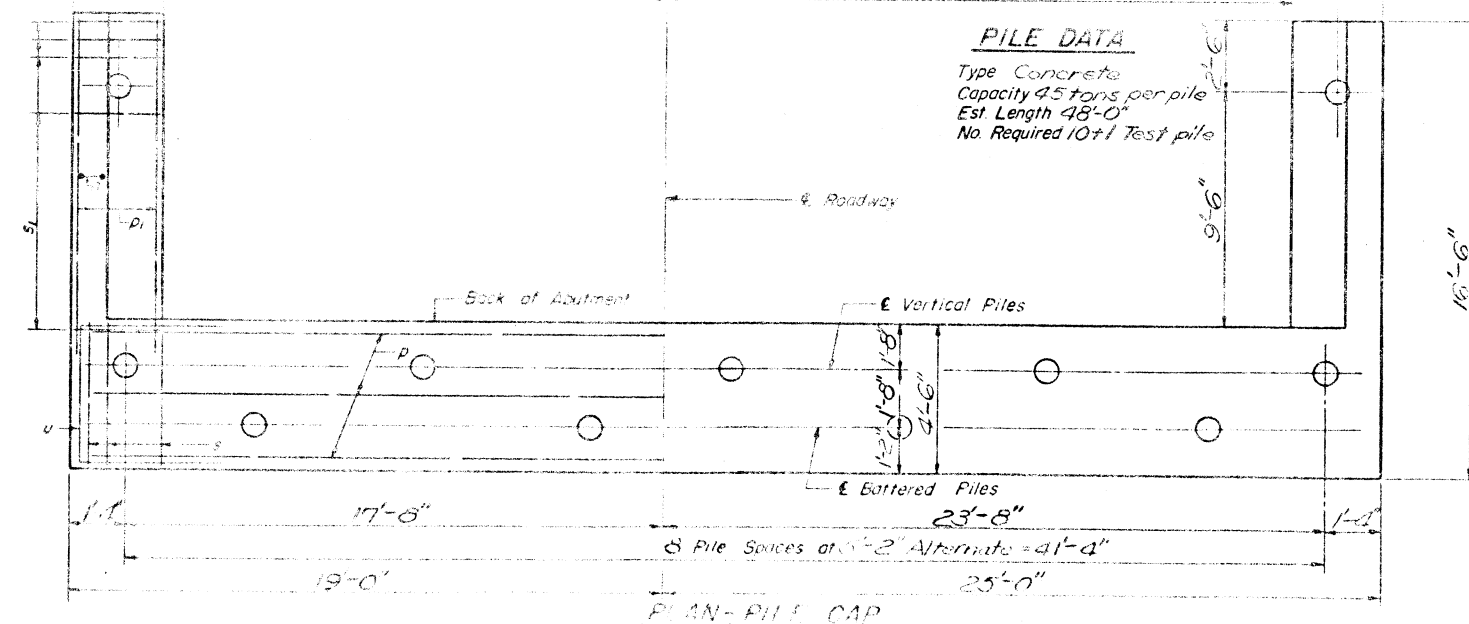 PILE DATA
Type Concrete
Capacity 45 tons per pile
Est. Length 48'-0"
No. Required 10+1 Test pile
2'-6"
9'-6"
16'-6"
℄ Roadway
S1
P1
Back of Abutment
℄ Vertical Piles
p
1'-8"
1'-8"
1'-2"
4'-6"
u
s
℄ Battered Piles
17'-8"
23'-8"
1'-4"
8 Pile Spaces at 5'-2" Alternate = 41'-4"
19'-0"
25'-0"
PLAN - PILE CAP